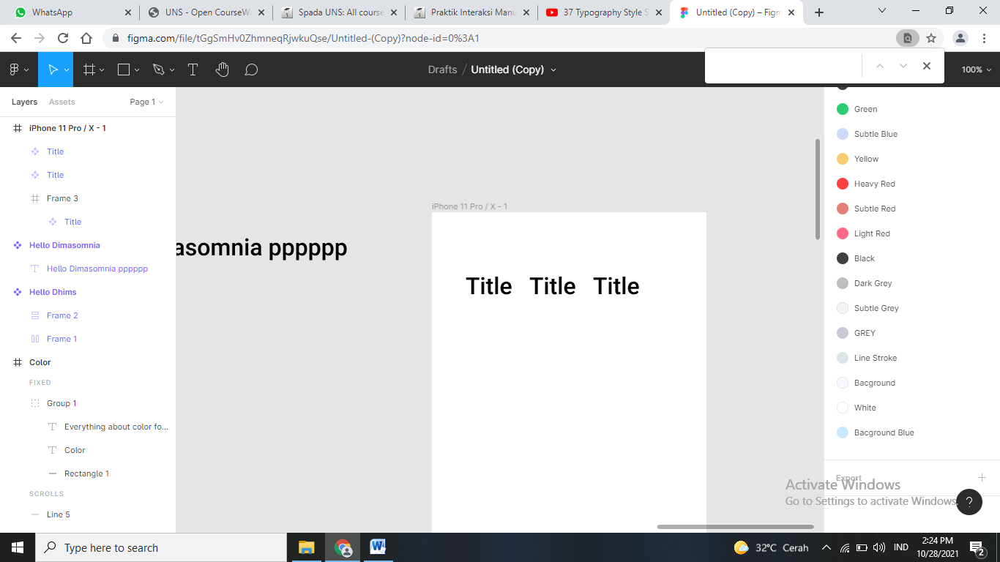 WhatsApp
UNS - Open CourseWa
Spada UNS: All course
Praktik Interaksi Manu
37 Typography Style S
Untitled (Copy) – Figm
figma.com/file/tGgSmHv0ZhmneqRjwkuQse/Untitled-(Copy)?node-id=0%3A1
Drafts / Untitled (Copy)
100%
Layers Assets Page 1
iPhone 11 Pro / X - 1
Title
Title
Frame 3
Title
Hello Dimasomnia
Hello Dimasomnia pppppp
Hello Dhims
Frame 2
Frame 1
Color
FIXED
Group 1
Everything about color fo...
Color
Rectangle 1
SCROLLS
Line 5
asomnia pppppp
iPhone 11 Pro / X - 1
Title Title Title
Green
Subtle Blue
Yellow
Heavy Red
Subtle Red
Light Red
Black
Dark Grey
Subtle Grey
GREY
Line Stroke
Bacground
White
Bacground Blue
Export
Activate Windows
Go to Settings to activate Windows.
?
Type here to search
32°C Cerah
IND
2:24 PM
10/28/2021
2